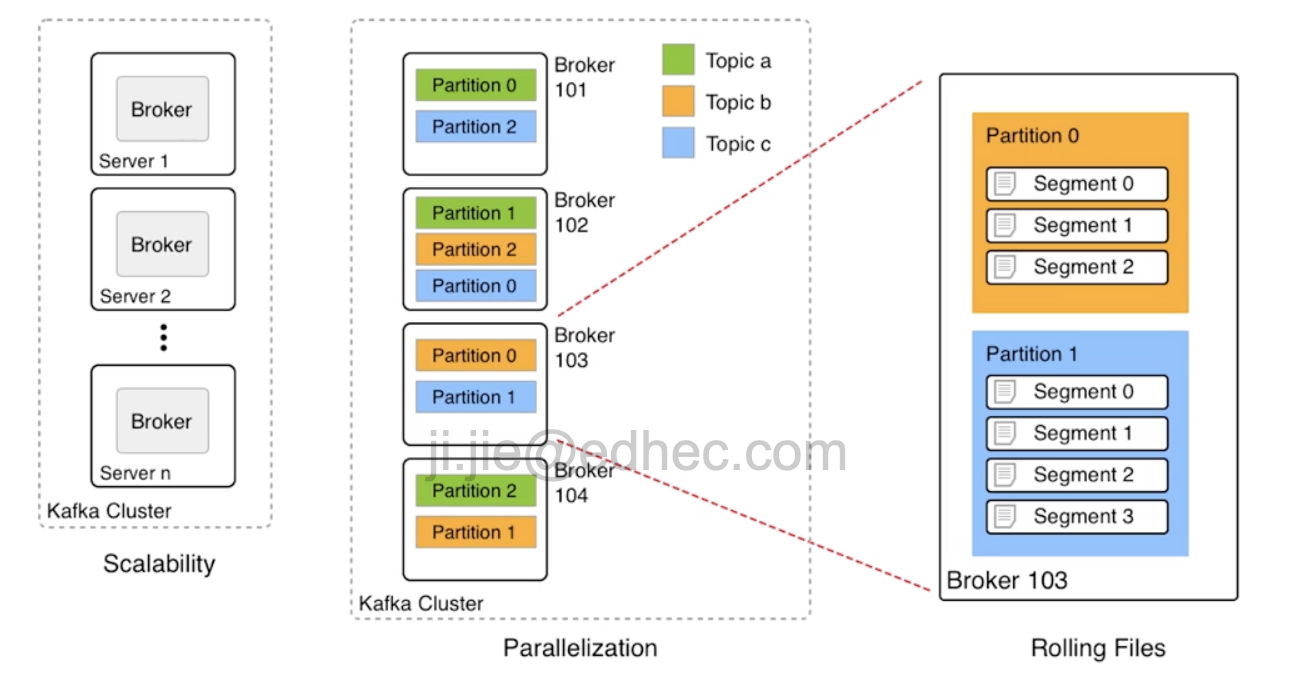 Broker
Server 1
Broker
Server 2
Broker
Server n
Kafka Cluster
Scalability
Partition 0
Partition 2
Broker
101
Topic a
Topic b
Topic c
Partition 1
Partition 2
Partition 0
Broker
102
Partition 0
Partition 1
Broker
103
ji.jie@edhec.com
Partition 2
Partition 1
Broker
104
Kafka Cluster
Parallelization
Partition 0
Segment 0
Segment 1
Segment 2
Partition 1
Segment 0
Segment 1
Segment 2
Segment 3
Broker 103
Rolling Files